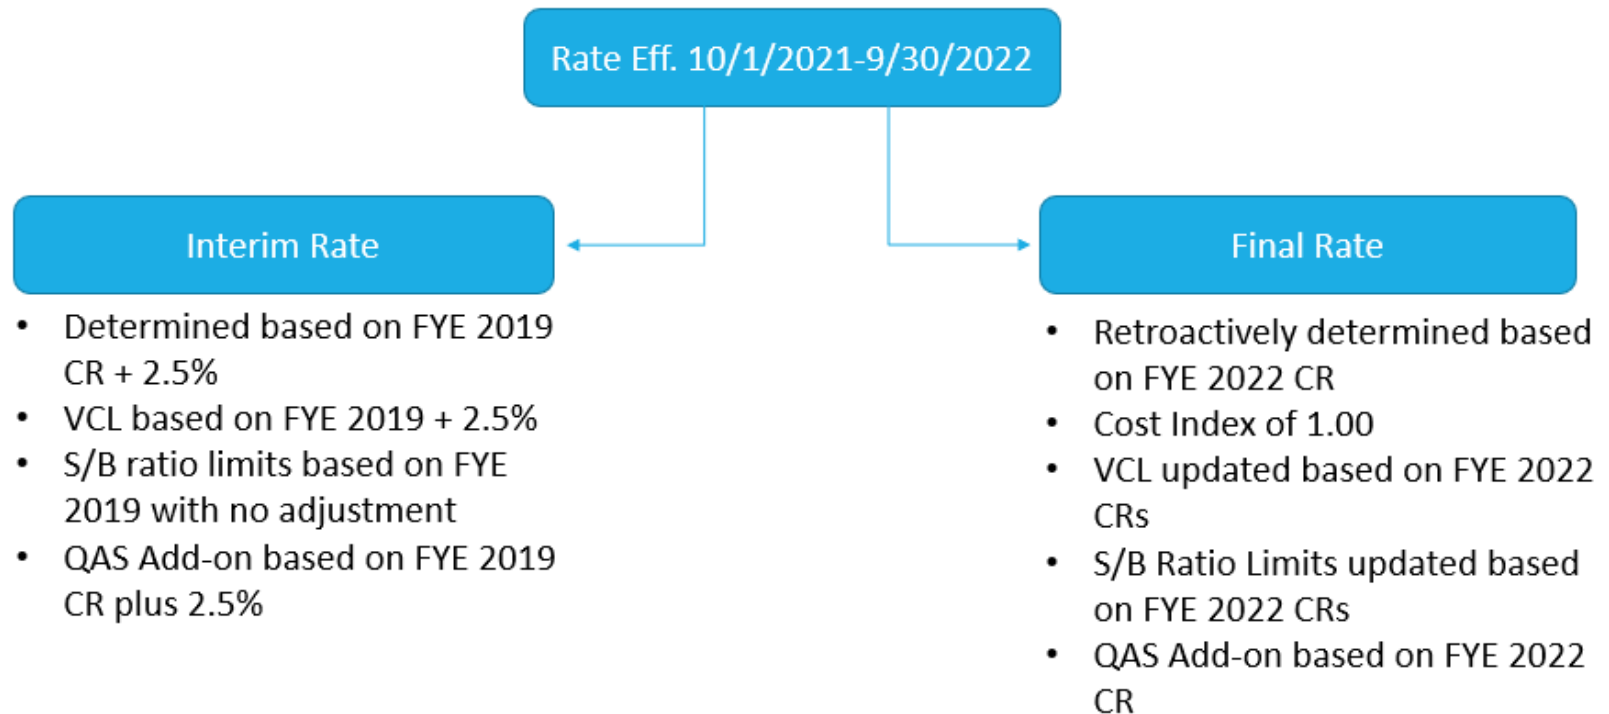 Rate Eff. 10/1/2021-9/30/2022
Interim Rate
• Determined based on FYE 2019
CR + 2.5%
• VCL based on FYE 2019 + 2.5%
• S/B ratio limits based on FYE
2019 with no adjustment
• QAS Add-on based on FYE 2019
CR plus 2.5%
Final Rate
• Retroactively determined based
on FYE 2022 CR
• Cost Index of 1.00
• VCL updated based on FYE 2022
CRs
• S/B Ratio Limits updated based
on FYE 2022 CRs
• QAS Add-on based on FYE 2022
CR